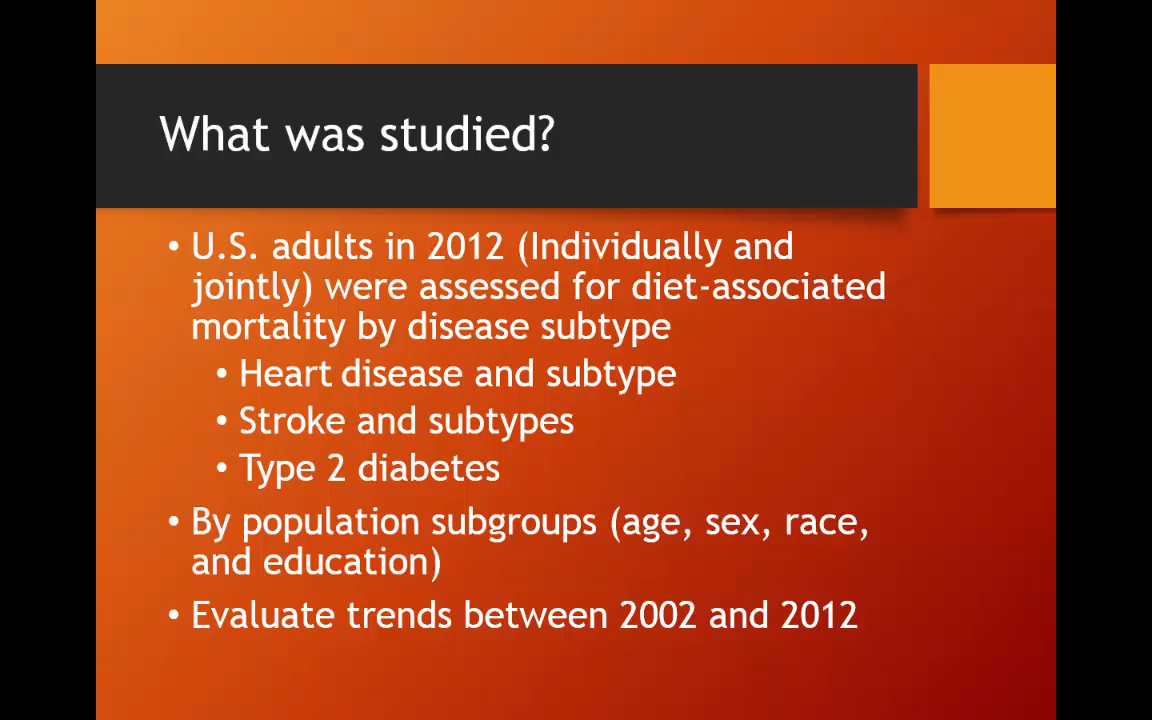 What was studied?
• U.S. adults in 2012 (Individually and
jointly) were assessed for diet-associated
mortality by disease subtype
• Heart disease and subtype
• Stroke and subtypes
• Type 2 diabetes
• By population subgroups (age, sex, race,
and education)
• Evaluate trends between 2002 and 2012